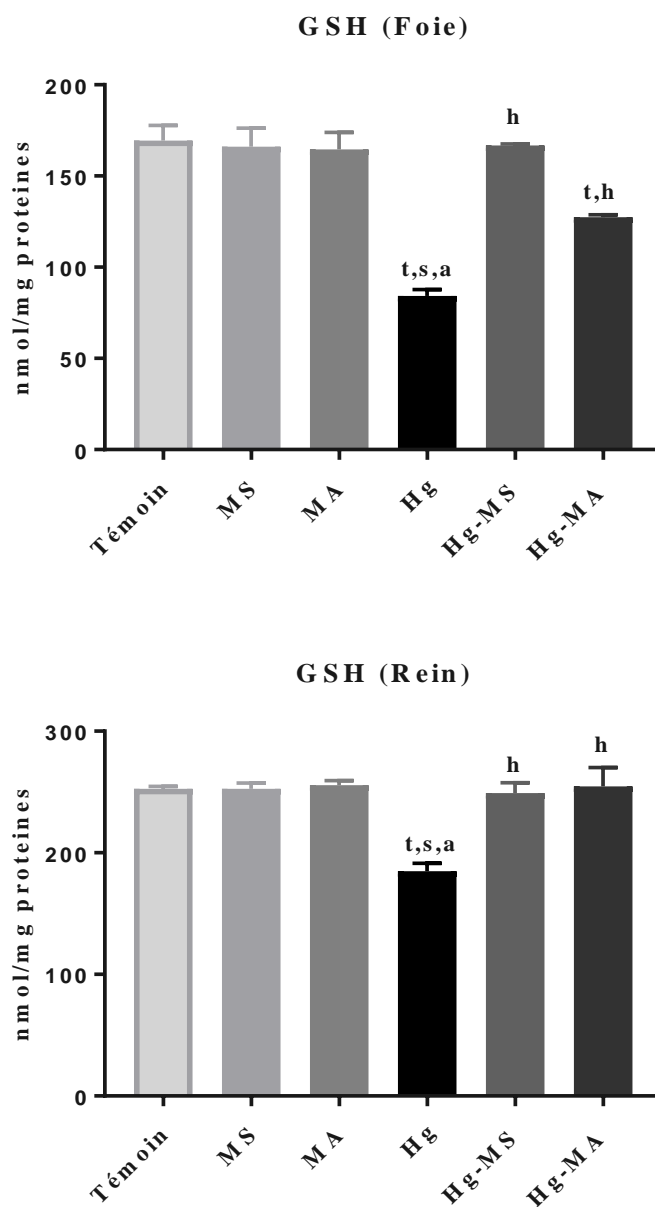 GSH (Foie)
nmol/mg proteines
200
150
100
50
0
t,s,a
h
t,h
Témoin
MS
MA
Hg
Hg-MS
Hg-MA
GSH (Rein)
nmol/mg proteines
300
200
100
0
t,s,a
h
h
Témoin
MS
MA
Hg
Hg-MS
Hg-MA